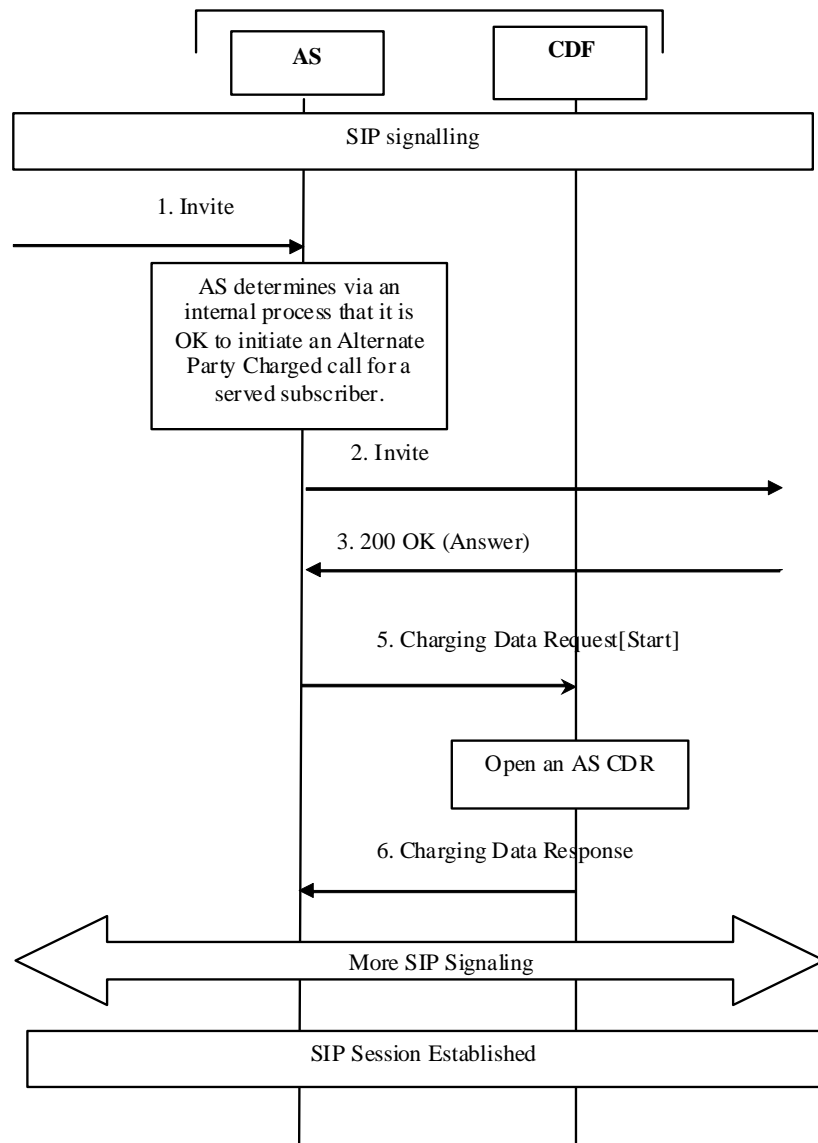 AS
CDF
SIP signalling
1. Invite
AS determines via an
internal process that it is
OK to initiate an Alternate
Party Charged call for a
served subscriber.
2. Invite
3. 200 OK (Answer)
5. Charging Data Request[Start]
Open an AS CDR
6. Charging Data Response
More SIP Signaling
SIP Session Established